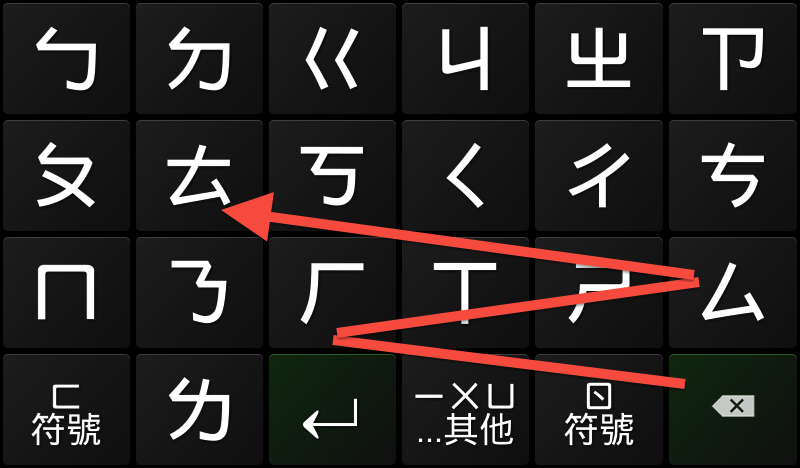 ㄅ ㄉ ㄍ ㄐ ㄓ ㄗ
ㄆ ㄊ ㄎ ㄑ ㄔ ㄘ
ㄇ ㄋ ㄏ ㄒ ㄕ ㄙ
ㄈ ㄌ ㄧㄨㄩ ㄖ
符號 ...其他 符號